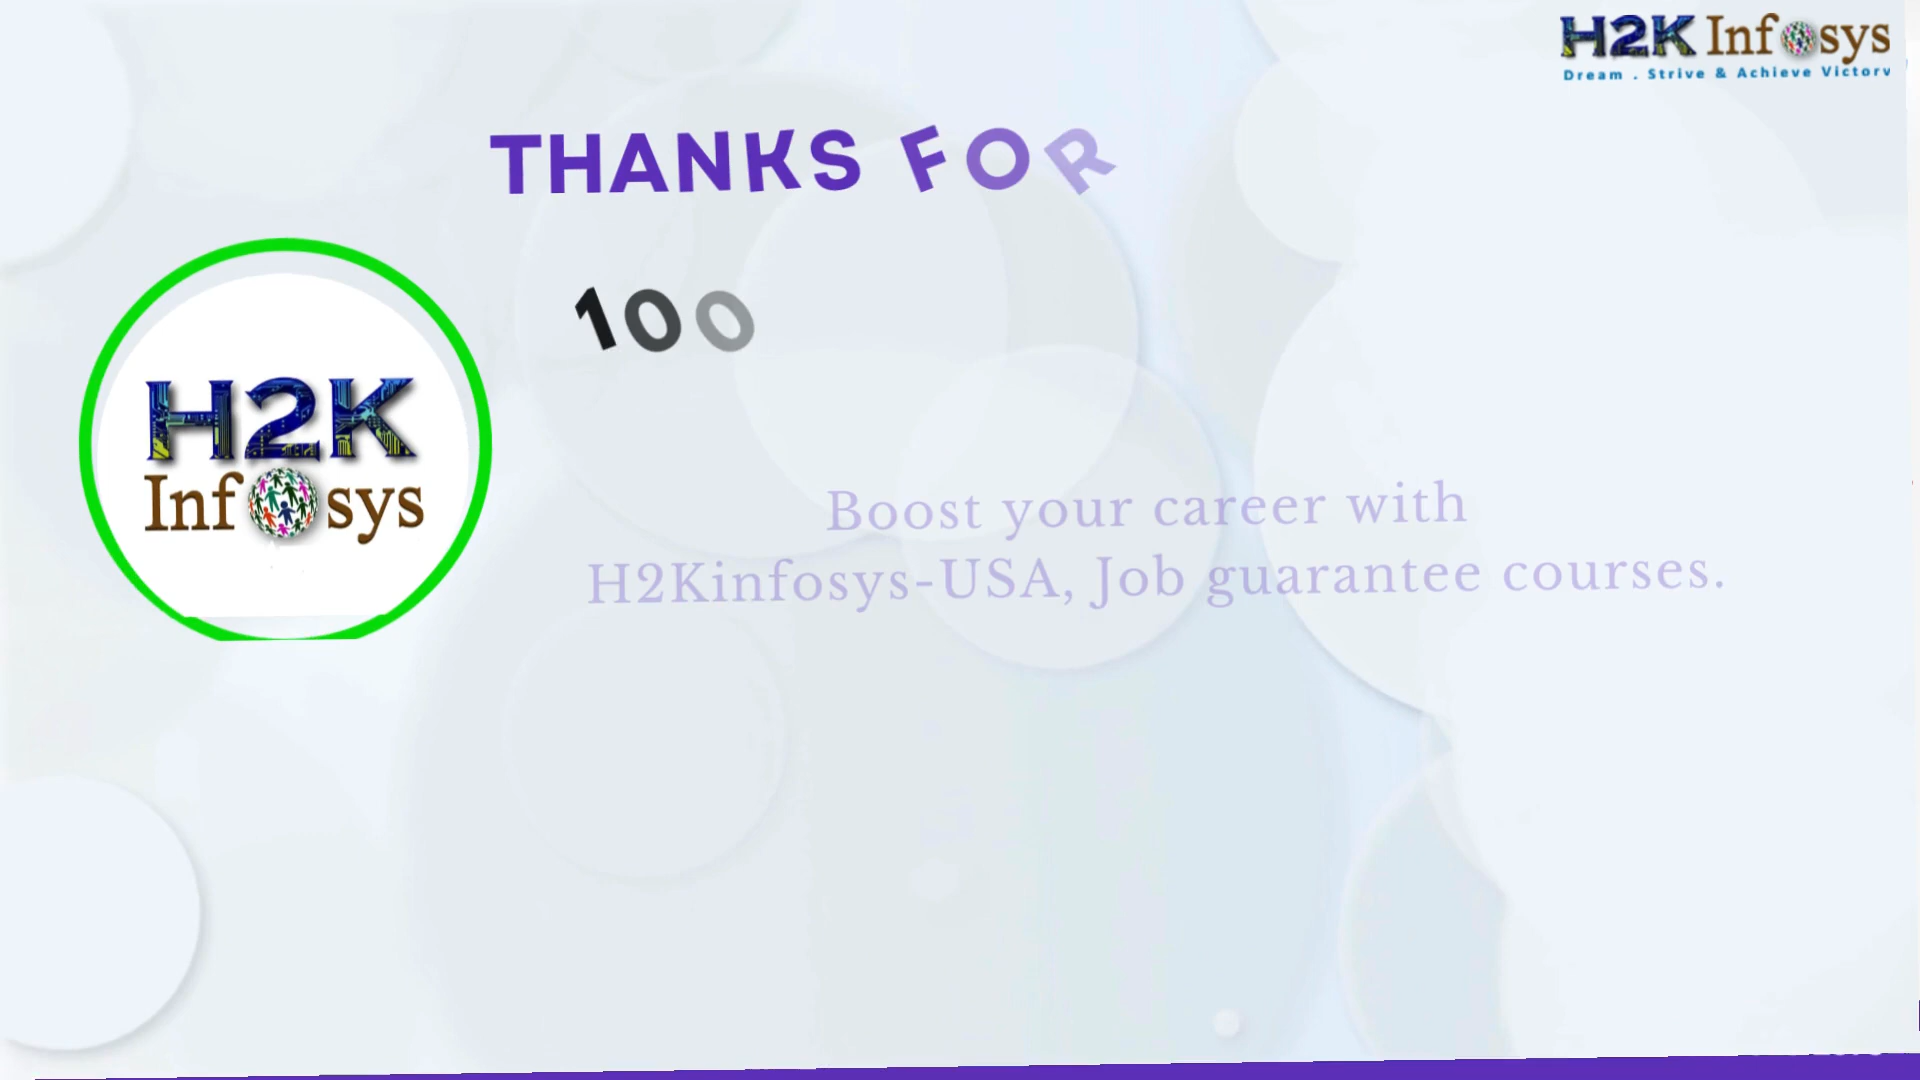 H2K Infosys
Dream . Strive & Achieve Victory
THANKS FOR
100
H2K
Infosys
Boost your career with
H2Kinfosys-USA, Job guarantee courses.